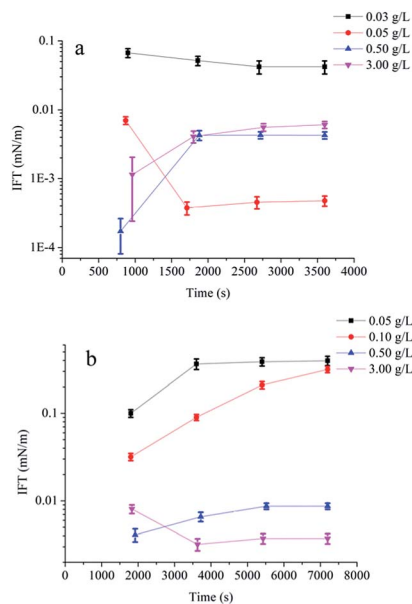 0.03 g/L
0.05 g/L
0.50 g/L
3.00 g/L
a
0.1
0.01
1E-3
1E-4
IFT (mN/m)
0 500 1000 1500 2000 2500 3000 3500 4000
Time (s)
0.05 g/L
0.10 g/L
0.50 g/L
3.00 g/L
b
0.1
0.01
IFT (mN/m)
0 1000 2000 3000 4000 5000 6000 7000 8000
Time (s)